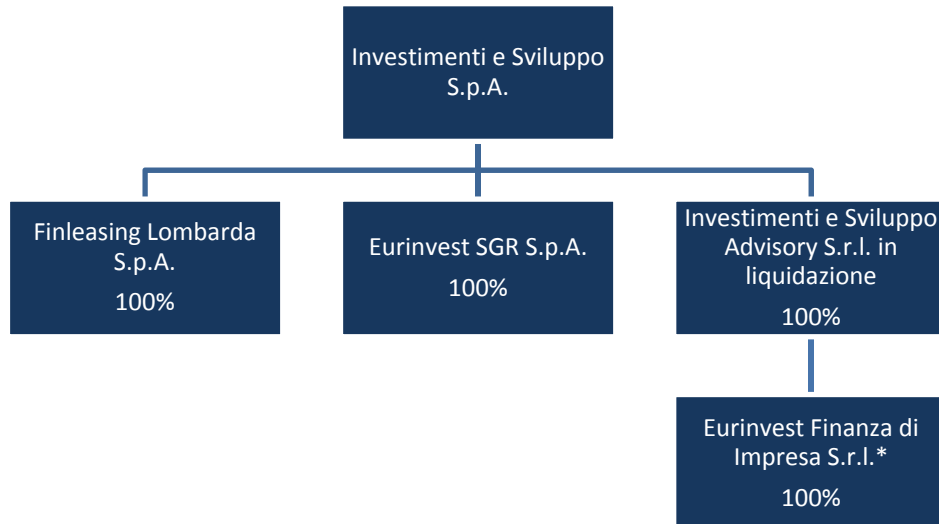 Investimenti e Sviluppo
S.p.A.
Finleasing Lombarda
S.p.A.
100%
Eurinvest SGR S.p.A.
100%
Investimenti e Sviluppo
Advisory S.r.l. in
liquidazione
100%
Eurinvest Finanza di
Impresa S.r.l.*
100%